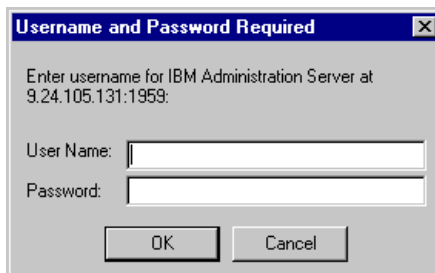 Username and Password Required
Enter username for IBM Administration Server at
9.24.105.131:1959:
User Name:
Password:
OK
Cancel